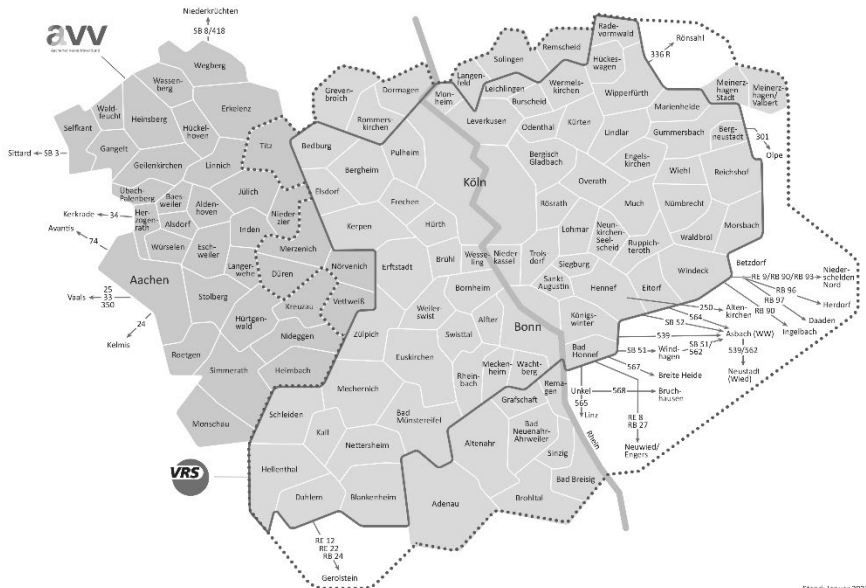 avv
Niederkrüchten
SB 8/418
Wegberg
Wassenberg
Erkelenz
Waldfeucht
Heinsberg
Hückelhoven
Selfkant
Gangelt
Geilenkirchen
Linnich
Sittard
SB 3
Titz
Übach-Palenberg
Baesweiler
Aldenhoven
Jülich
Kerkrade
34
Herzogenrath
Alsdorf
Niederzier
Avantis
74
Würselen
Eschweiler
Inden
Merzenich
Aachen
Langerwehe
Düren
Nörvenich
Vaals
25
33
350
Stolberg
Kreuzau
Vettweiß
24
Kelmis
Hürtgenwald
Nideggen
Roetgen
Simmerath
Heimbach
Monschau
Grevenbroich
Dormagen
Rommerskirchen
Bedburg
Bergheim
Pulheim
Elsdorf
Frechen
Kerpen
Hürth
Köln
Erftstadt
Brühl
Wesseling
Niederkassel
Troisdorf
Langenfeld
Monheim
Solingen
Remscheid
Radevormwald
Leichlingen
Hückeswagen
Wermelskirchen
Burscheid
Leverkusen
Wipperfürth
336 R
Rönsahl
Meinerzhagen Stadt
Meinerzhagen/Valbert
Odenthal
Kürten
Marienheide
Lindlar
Gummersbach
Bergneustadt
301
Olpe
Bergisch Gladbach
Engelskirchen
Overath
Wiehl
Reichshof
Rösrath
Much
Nümbrecht
Lohmar
Neunkirchen-Seelscheid
Ruppichteroth
Waldbröl
Morsbach
Siegburg
Sankt Augustin
Hennef
Eitorf
Windeck
Betzdorf
RE 9/RB 90/RB 93
Niederschelden Nord
RB 96
Herdorf
RB 97
Daaden
RB 90
Ingelbach
250
Altenkirchen
564
SB 52
Asbach (WW)
539
SB 51
Windhagen
SB 51/
562
539/562
Neustadt (Wied)
567
Breite Heide
Unkel
568
Bruchhausen
565
Linz
RE 8
RB 27
Neuwied/Engers
Königswinter
Bad Honnef
Bornheim
Alfter
Bonn
Weilerswist
Swisttal
Zülpich
Euskirchen
Rheinbach
Meckenheim
Wachtberg
Remagen
Grafschaft
Mechernich
Bad Münstereifel
Schleiden
Kall
Nettersheim
Hellenthal
Dahlem
Blankenheim
Altenahr
Bad Neuenahr-Ahrweiler
Sinzig
Bad Breisig
Adenau
Brohltal
Rhein
VRS
RE 12
RE 22
RB 24
Gerolstein